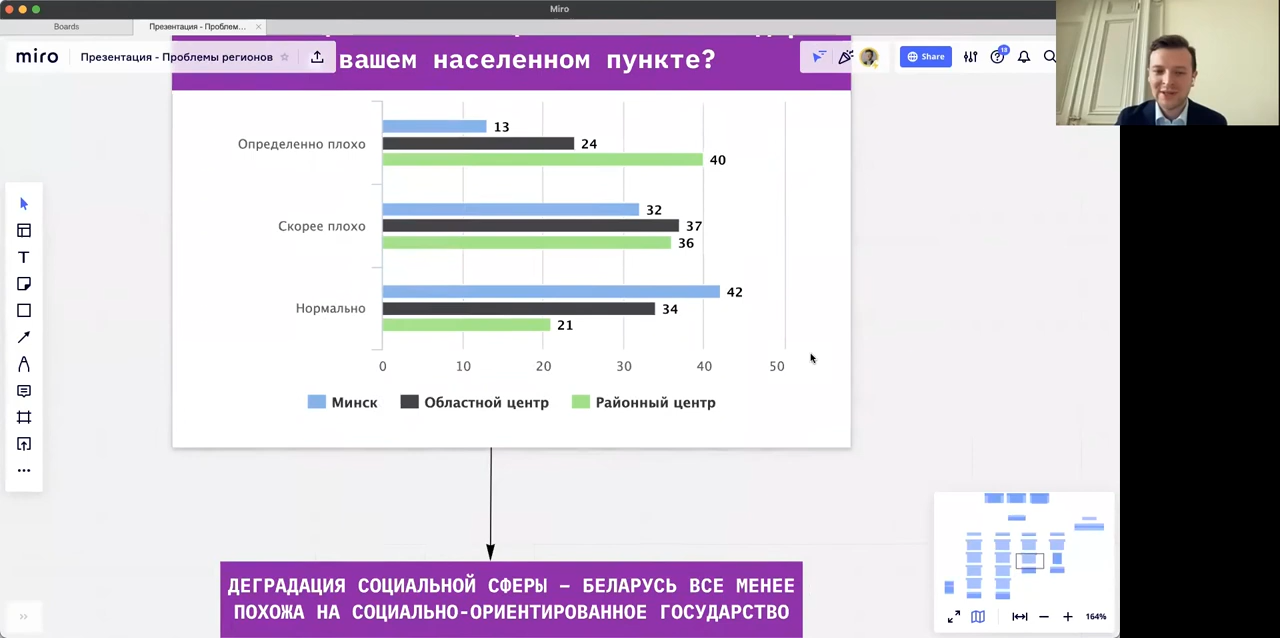 Miro
Boards
Презентация - Проблем...
miro
Презентация - Проблемы регионов
Share
18
вашем населенном пункте?
Определенно плохо
13
24
40
Скорее плохо
32
37
36
Нормально
42
34
21
0 10 20 30 40 50
Минск Областной центр Районный центр
ДЕГРАДАЦИЯ СОЦИАЛЬНОЙ СФЕРЫ – БЕЛАРУСЬ ВСЕ МЕНЕЕ
ПОХОЖА НА СОЦИАЛЬНО-ОРИЕНТИРОВАННОЕ ГОСУДАРСТВО
164%